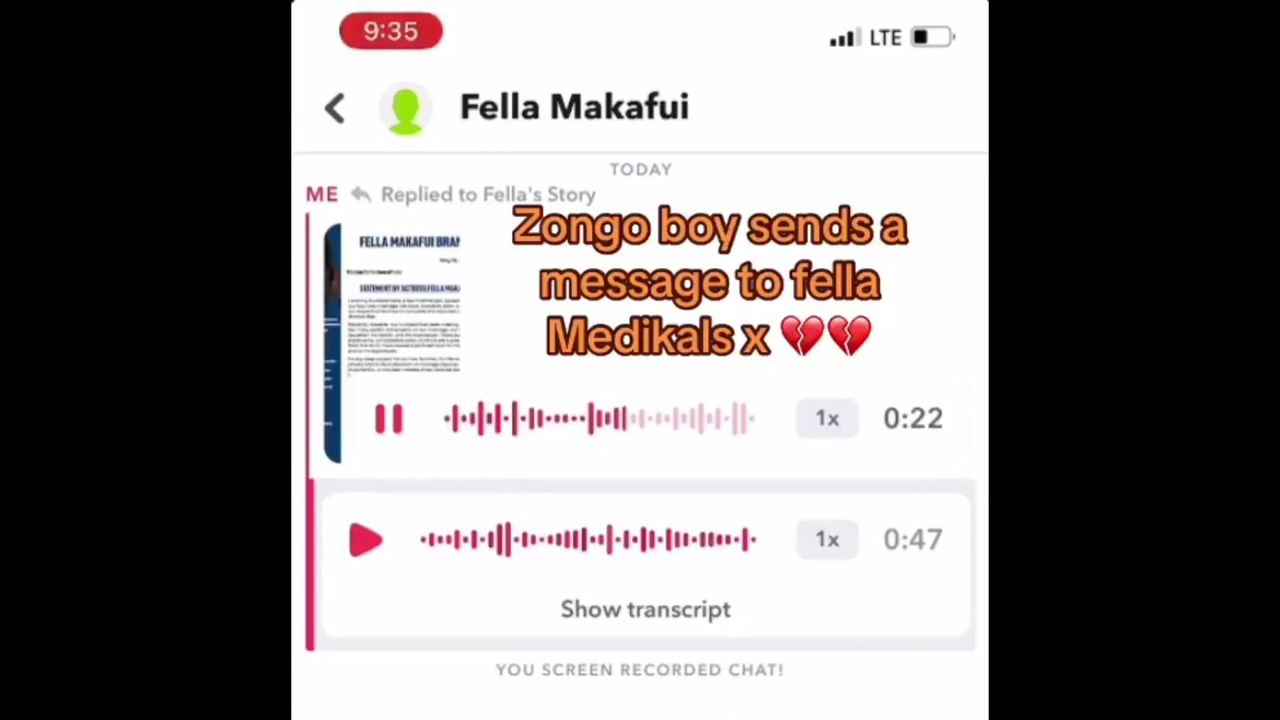 9:35
LTE
Fella Makafui
TODAY
ME Replied to Fella's Story
FELLA MAKAFUI BRAN
Zongo boy sends a
message to fella
Medikals x 💔💔
1x 0:22
1x 0:47
Show transcript
YOU SCREEN RECORDED CHAT!